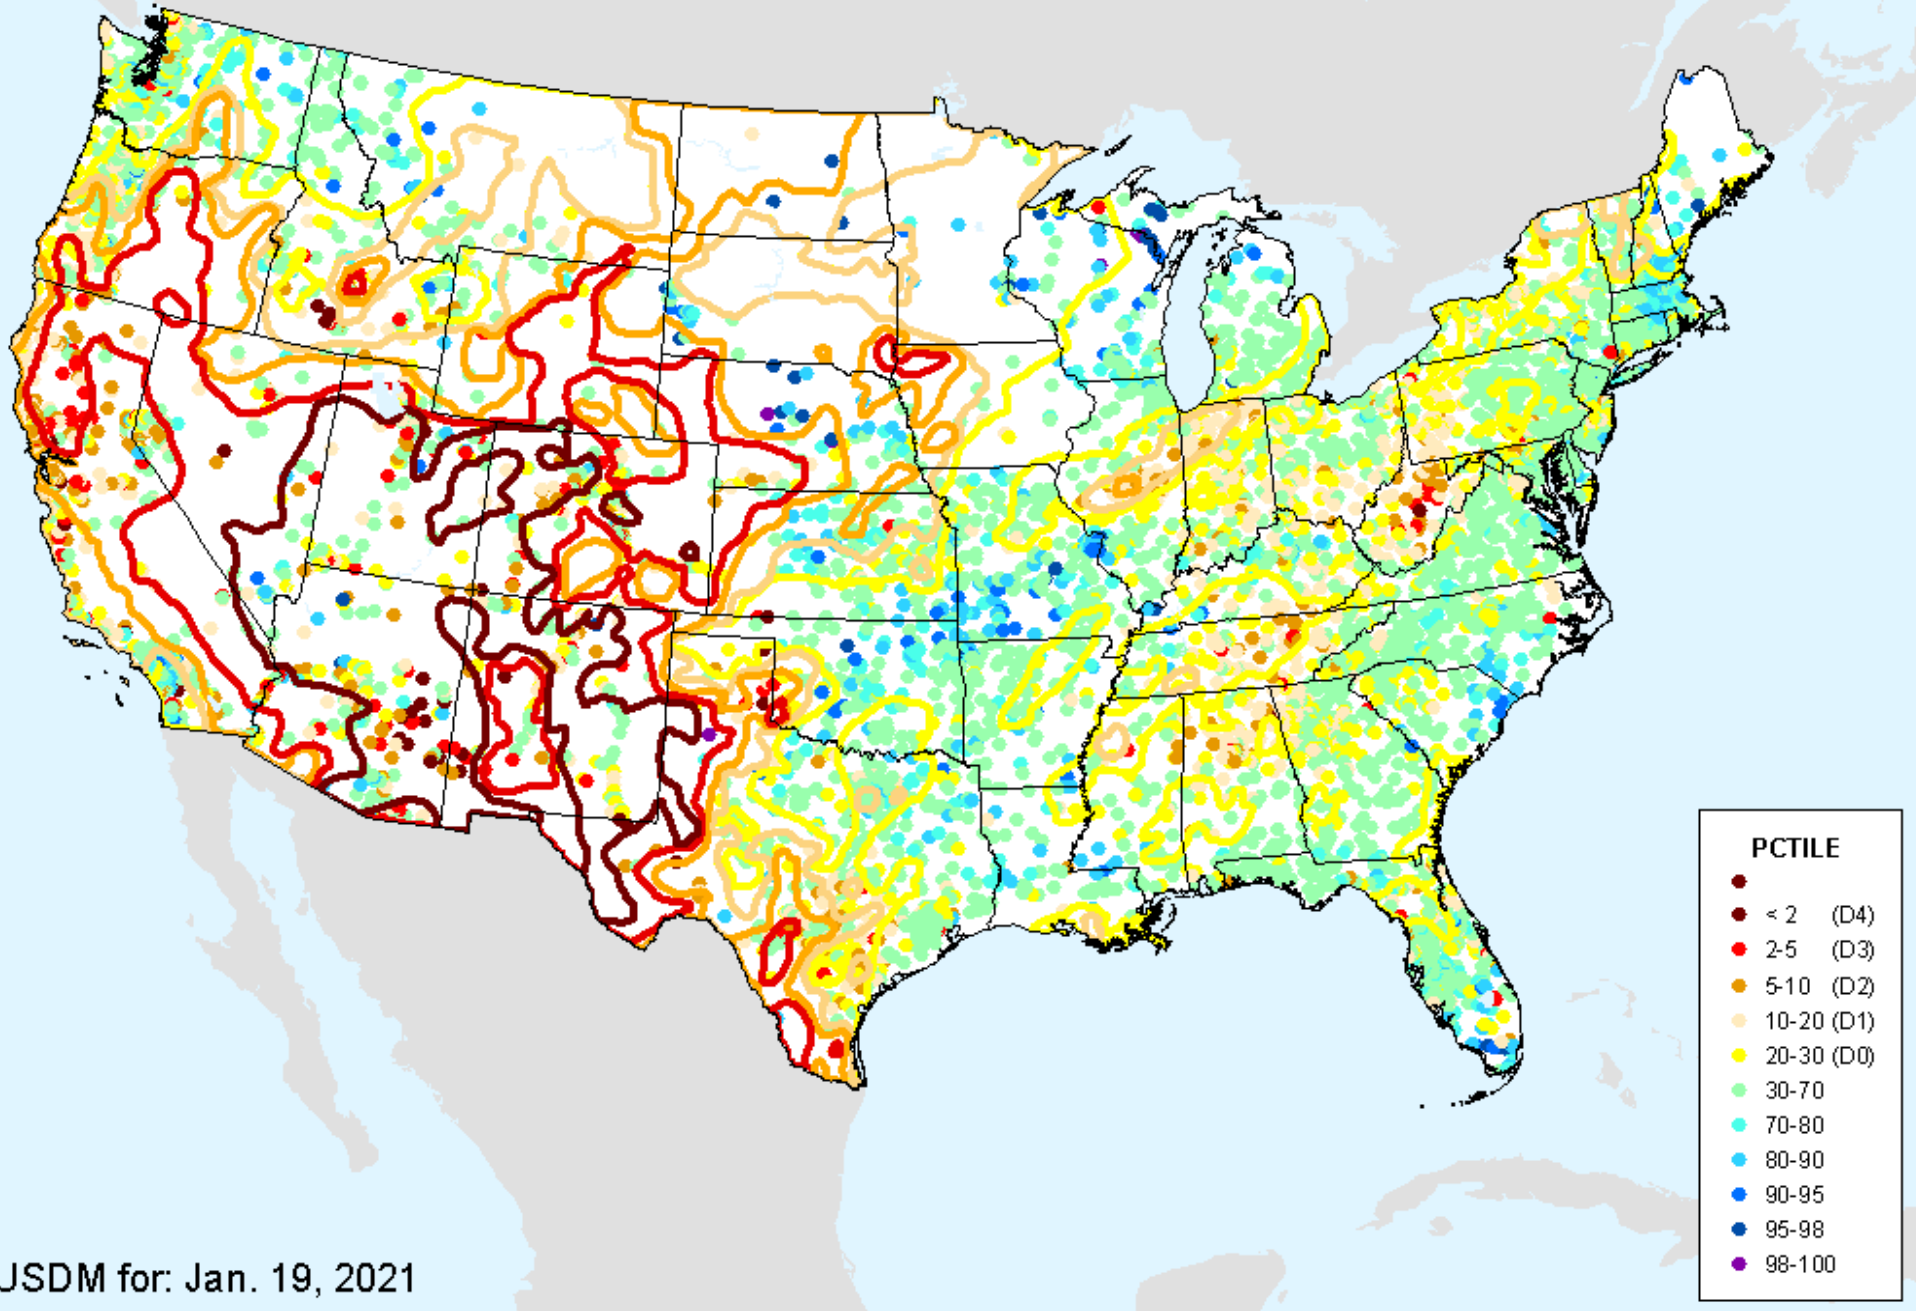 PCTILE
< 2 (D4)
2-5 (D3)
5-10 (D2)
10-20 (D1)
20-30 (D0)
30-70
70-80
80-90
90-95
95-98
98-100
USDM for: Jan. 19, 2021